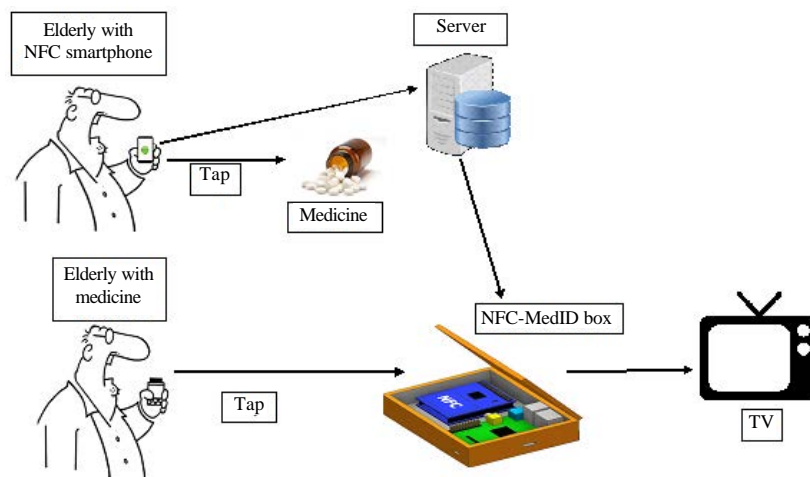 Elderly with
NFC smartphone
Server
Tap
Medicine
Elderly with
medicine
NFC-MedID box
NFC
Tap
TV